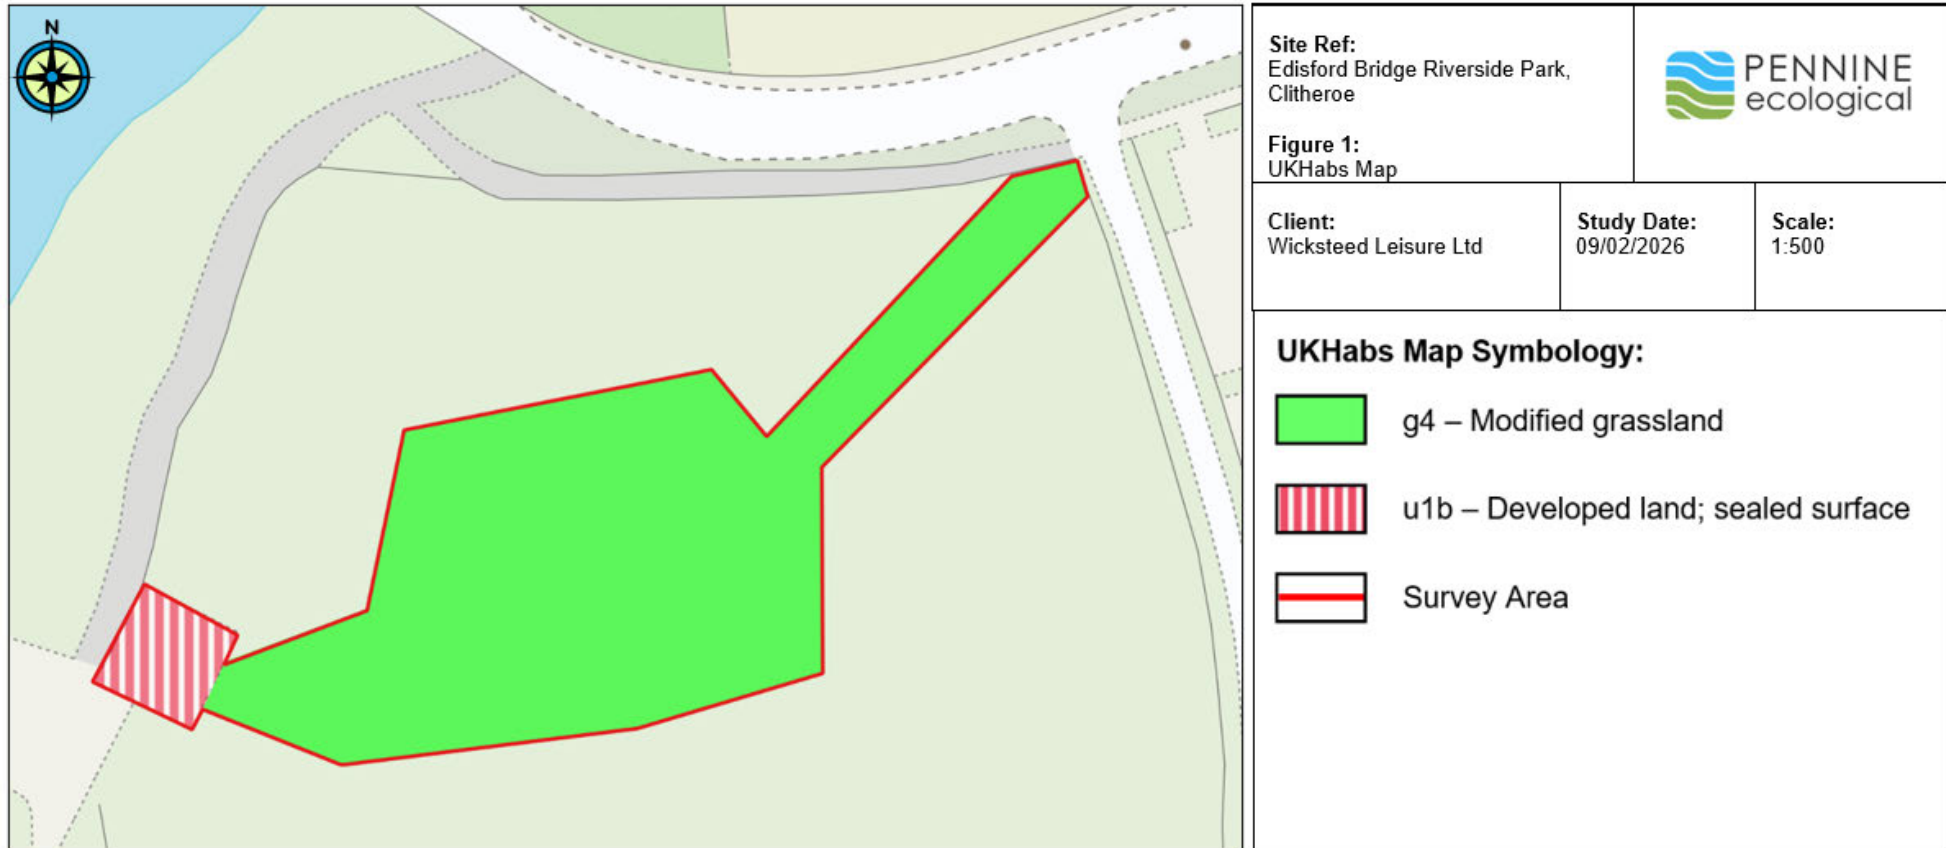 N
Site Ref:
Edisford Bridge Riverside Park,
Clitheroe
Figure 1:
UKHabs Map
PENNINE
ecological
Client:
Wicksteed Leisure Ltd
Study Date:
09/02/2026
Scale:
1:500
UKHabs Map Symbology:
g4 – Modified grassland
u1b – Developed land; sealed surface
Survey Area